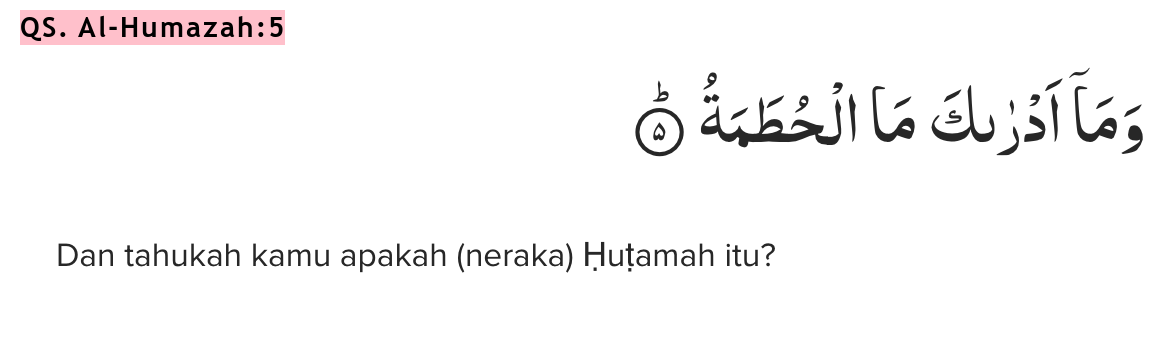 QS. Al-Humazah:5
وَمَآ اَدْرٰىكَ مَا الْحُطَمَةُ ۗ ۝٥
Dan tahukah kamu apakah (neraka) Ḥuṭamah itu?